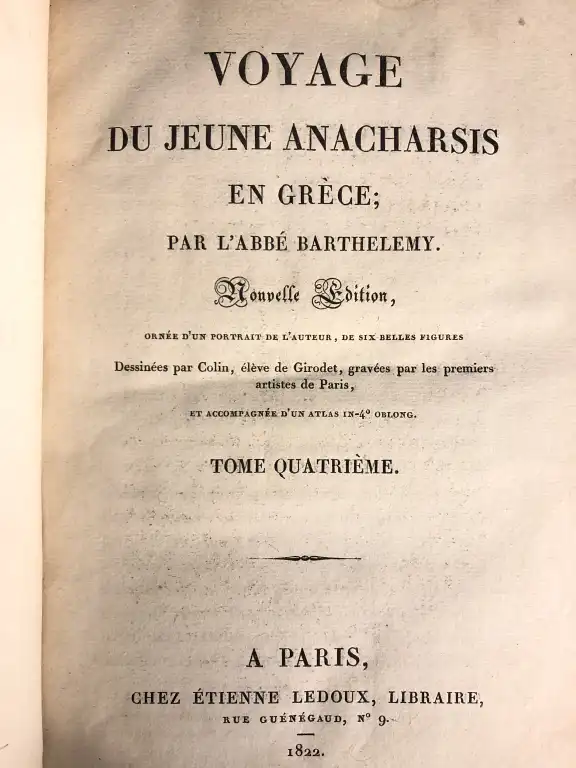 VOYAGE
DU JEUNE ANACHARSIS
EN GRÈCE;
PAR L'ABBÉ BARTHELEMY.
Nouvelle Edition,
ORNÉE D'UN PORTRAIT DE L'AUTEUR, DE SIX BELLES FIGURES
Dessinées par Colin, élève de Girodet, gravées par les premiers
artistes de Paris,
ET ACCOMPAGNÉE D'UN ATLAS IN-4° OBLONG.
TOME QUATRIÈME.
A PARIS,
CHEZ ÉTIENNE LEDOUX, LIBRAIRE,
RUE GUÉNÉGAUD, N° 9.
1822.